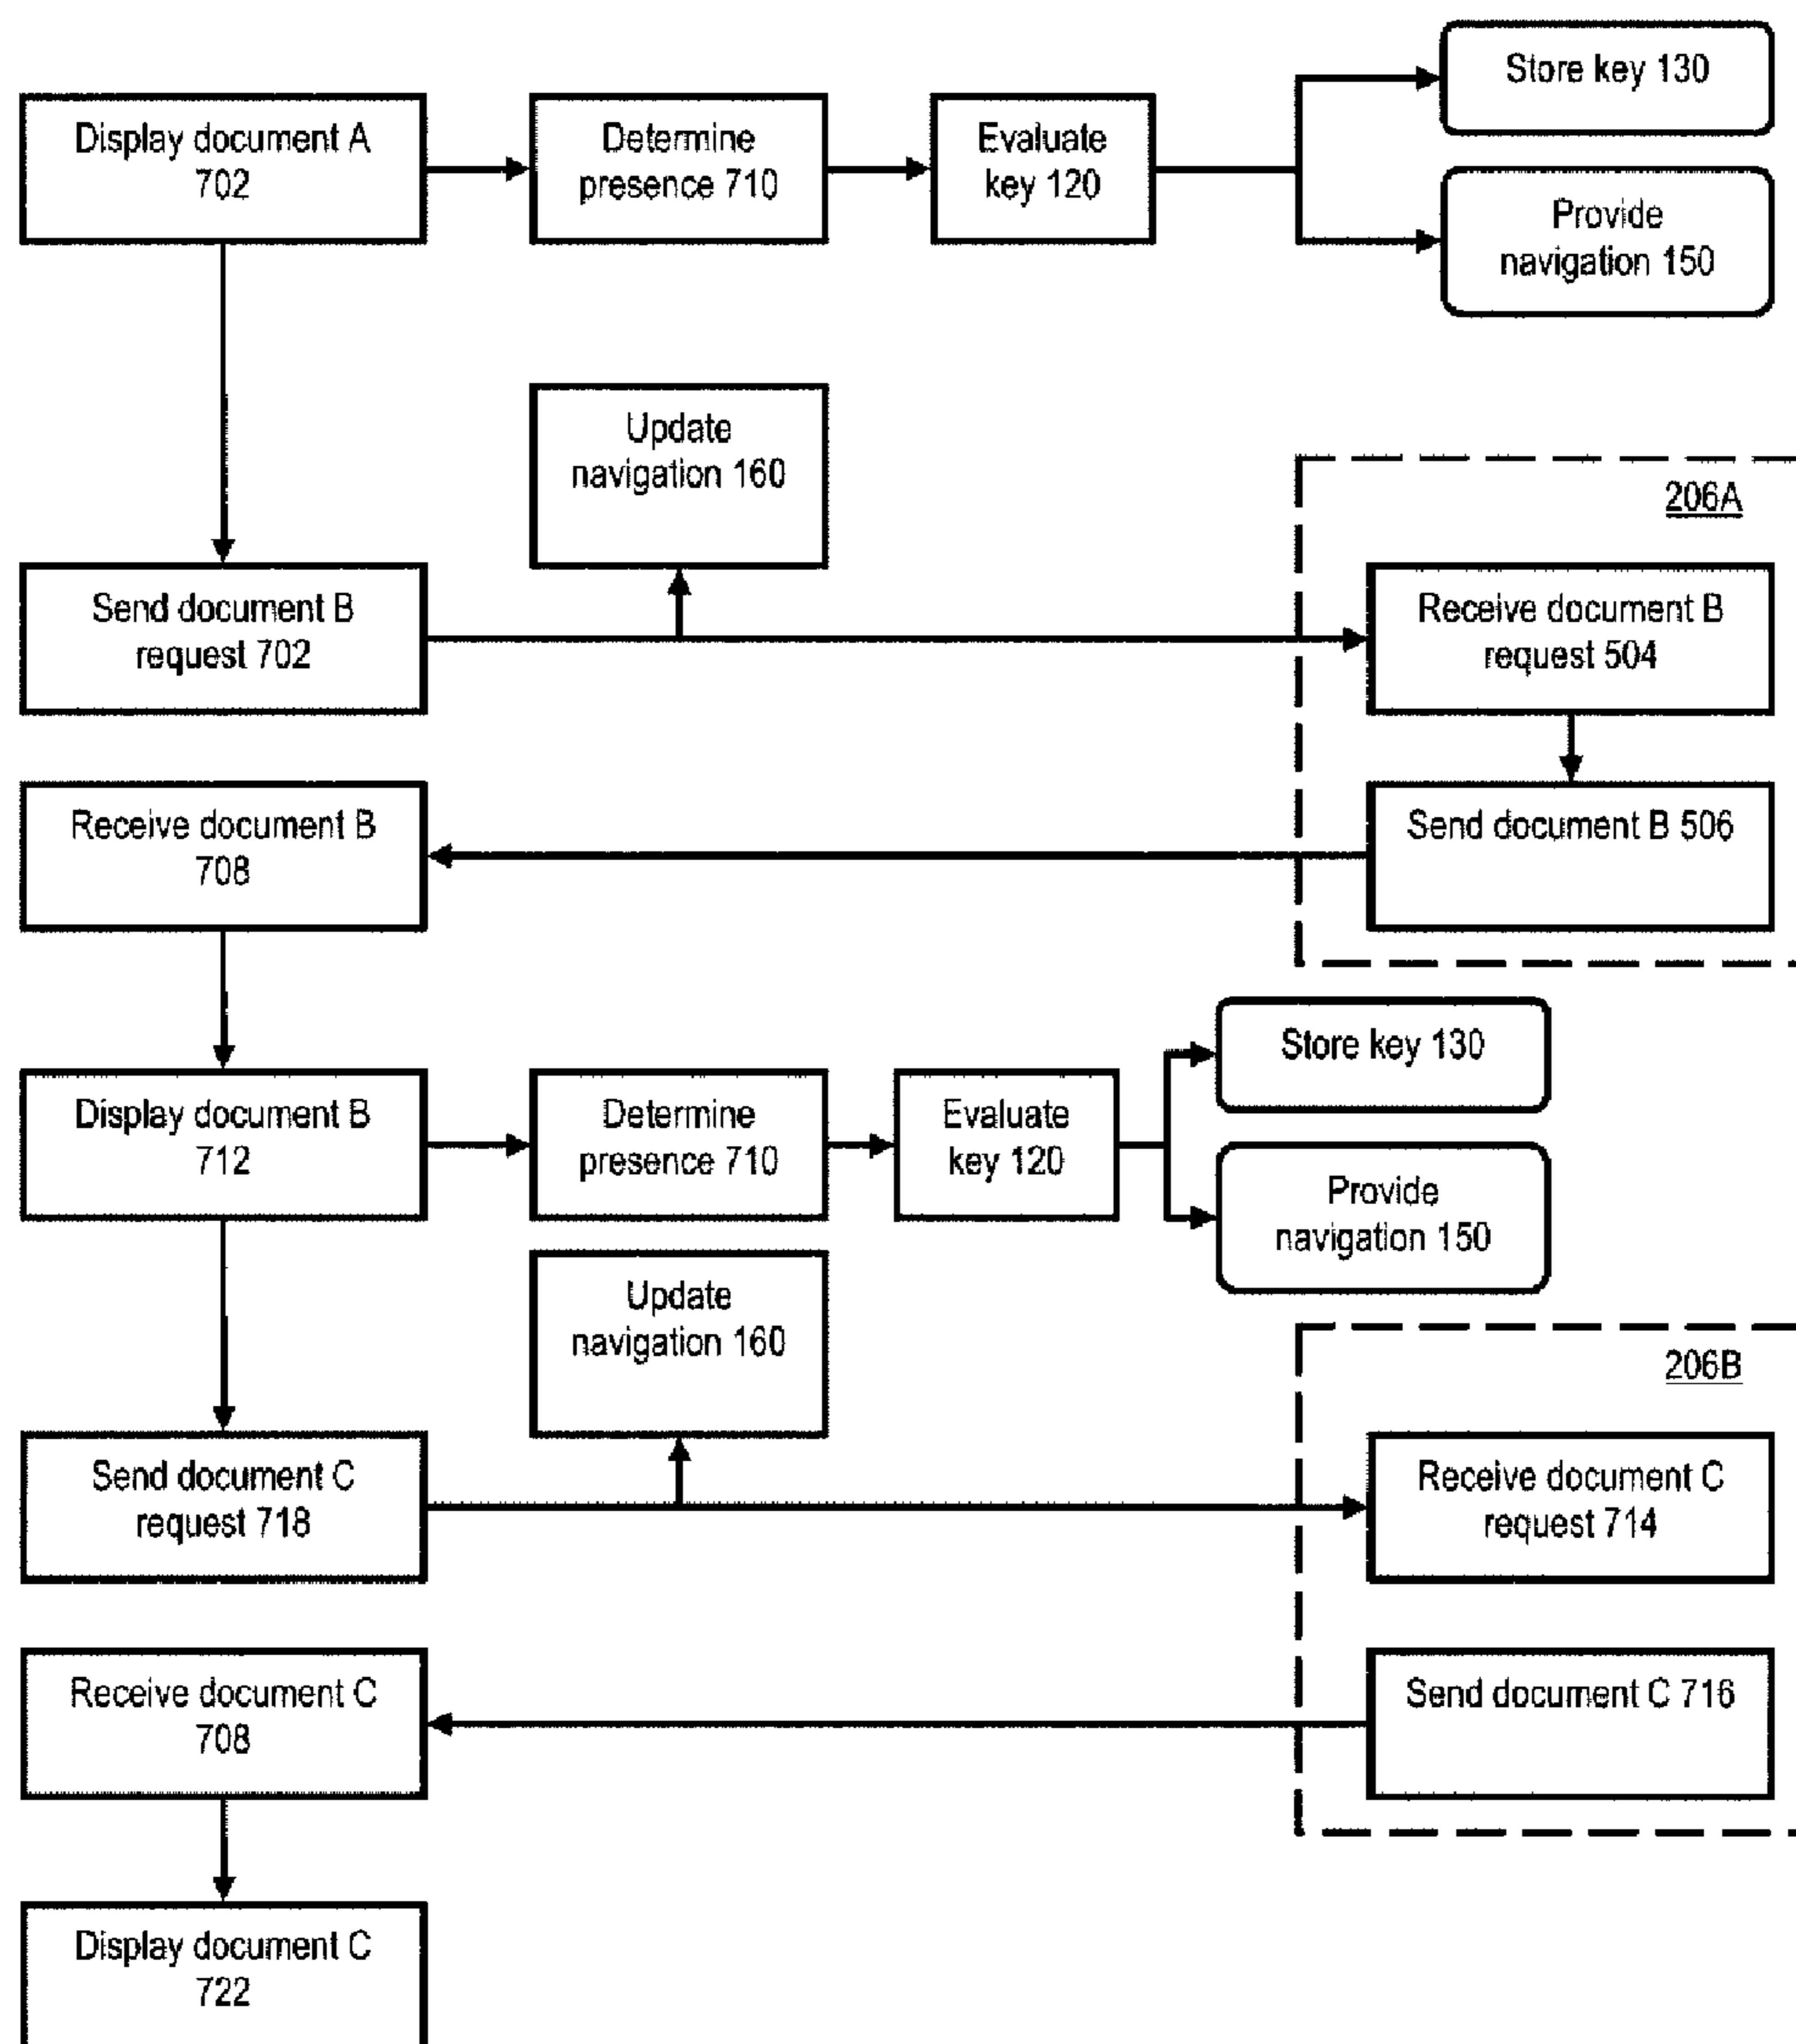 Display document A
702
Determine
presence 710
Evaluate
key 120
Store key 130
Provide
navigation 150
Update
navigation 160
206A
Send document B
request 702
Receive document B
request 504
Receive document B
708
Send document B 506
Store key 130
Display document B
712
Determine
presence 710
Evaluate
key 120
Provide
navigation 150
Update
navigation 160
206B
Send document C
request 718
Receive document C
request 714
Receive document C
708
Send document C 716
Display document C
722